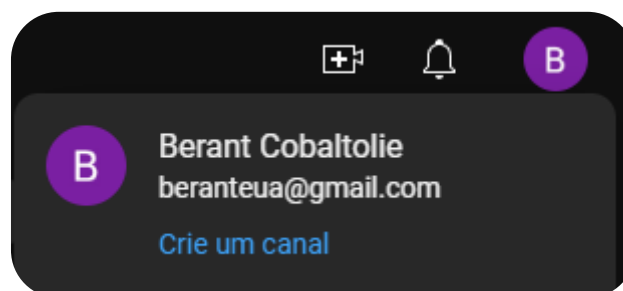 B
B
Berant Cobaltolie
beranteua@gmail.com
Crie um canal